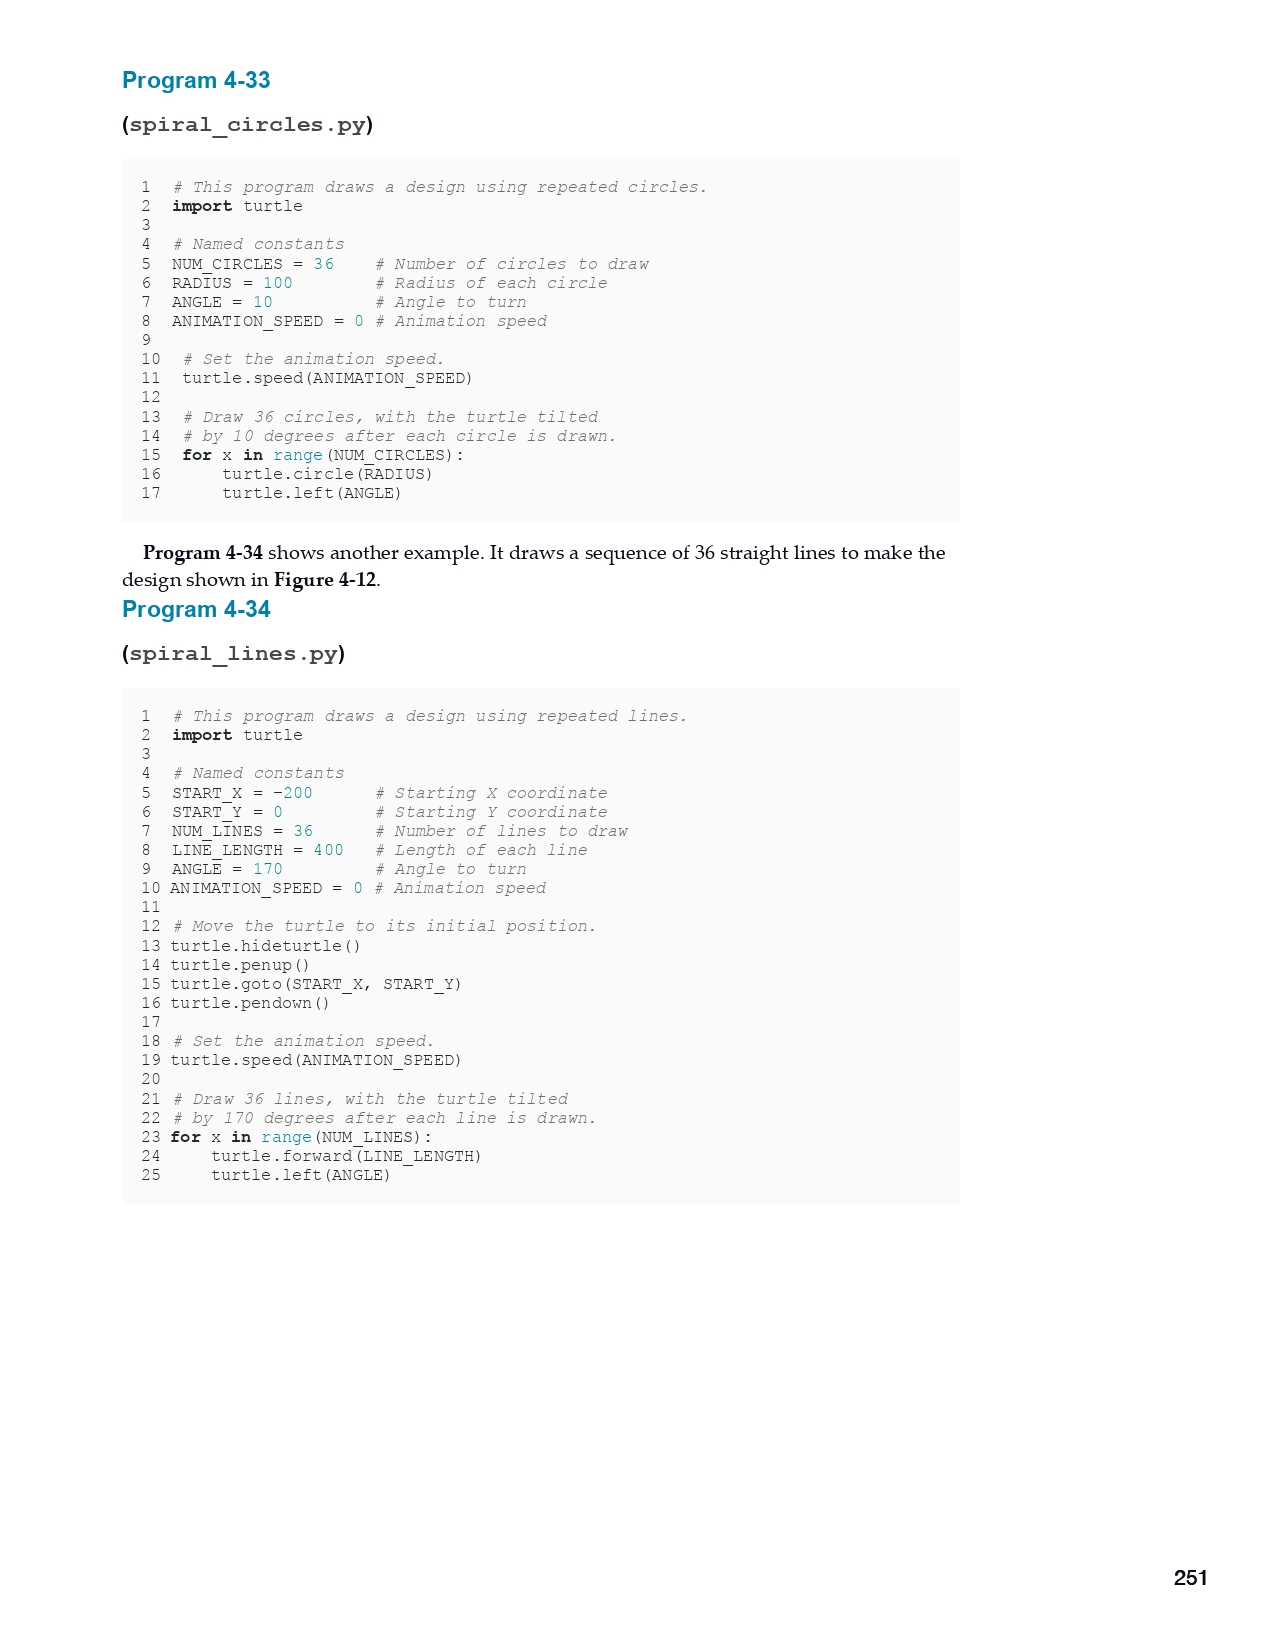 Program 4-33
(spiral_circles.py)
1 # This program draws a design using repeated circles.
2 import turtle
3
4 # Named constants
5 NUM_CIRCLES = 36 # Number of circles to draw
6 RADIUS = 100 # Radius of each circle
7 ANGLE = 10 # Angle to turn
8 ANIMATION_SPEED = 0 # Animation speed
9
10 # Set the animation speed.
11 turtle.speed(ANIMATION_SPEED)
12
13 # Draw 36 circles, with the turtle tilted
14 # by 10 degrees after each circle is drawn.
15 for x in range(NUM_CIRCLES):
16     turtle.circle(RADIUS)
17     turtle.left(ANGLE)
Program 4-34 shows another example. It draws a sequence of 36 straight lines to make the
design shown in Figure 4-12.
Program 4-34
(spiral_lines.py)
1 # This program draws a design using repeated lines.
2 import turtle
3
4 # Named constants
5 START_X = −200 # Starting X coordinate
6 START_Y = 0 # Starting Y coordinate
7 NUM_LINES = 36 # Number of lines to draw
8 LINE_LENGTH = 400 # Length of each line
9 ANGLE = 170 # Angle to turn
10 ANIMATION_SPEED = 0 # Animation speed
11
12 # Move the turtle to its initial position.
13 turtle.hideturtle()
14 turtle.penup()
15 turtle.goto(START_X, START_Y)
16 turtle.pendown()
17
18 # Set the animation speed.
19 turtle.speed(ANIMATION_SPEED)
20
21 # Draw 36 lines, with the turtle tilted
22 # by 170 degrees after each line is drawn.
23 for x in range(NUM_LINES):
24     turtle.forward(LINE_LENGTH)
25     turtle.left(ANGLE)
251